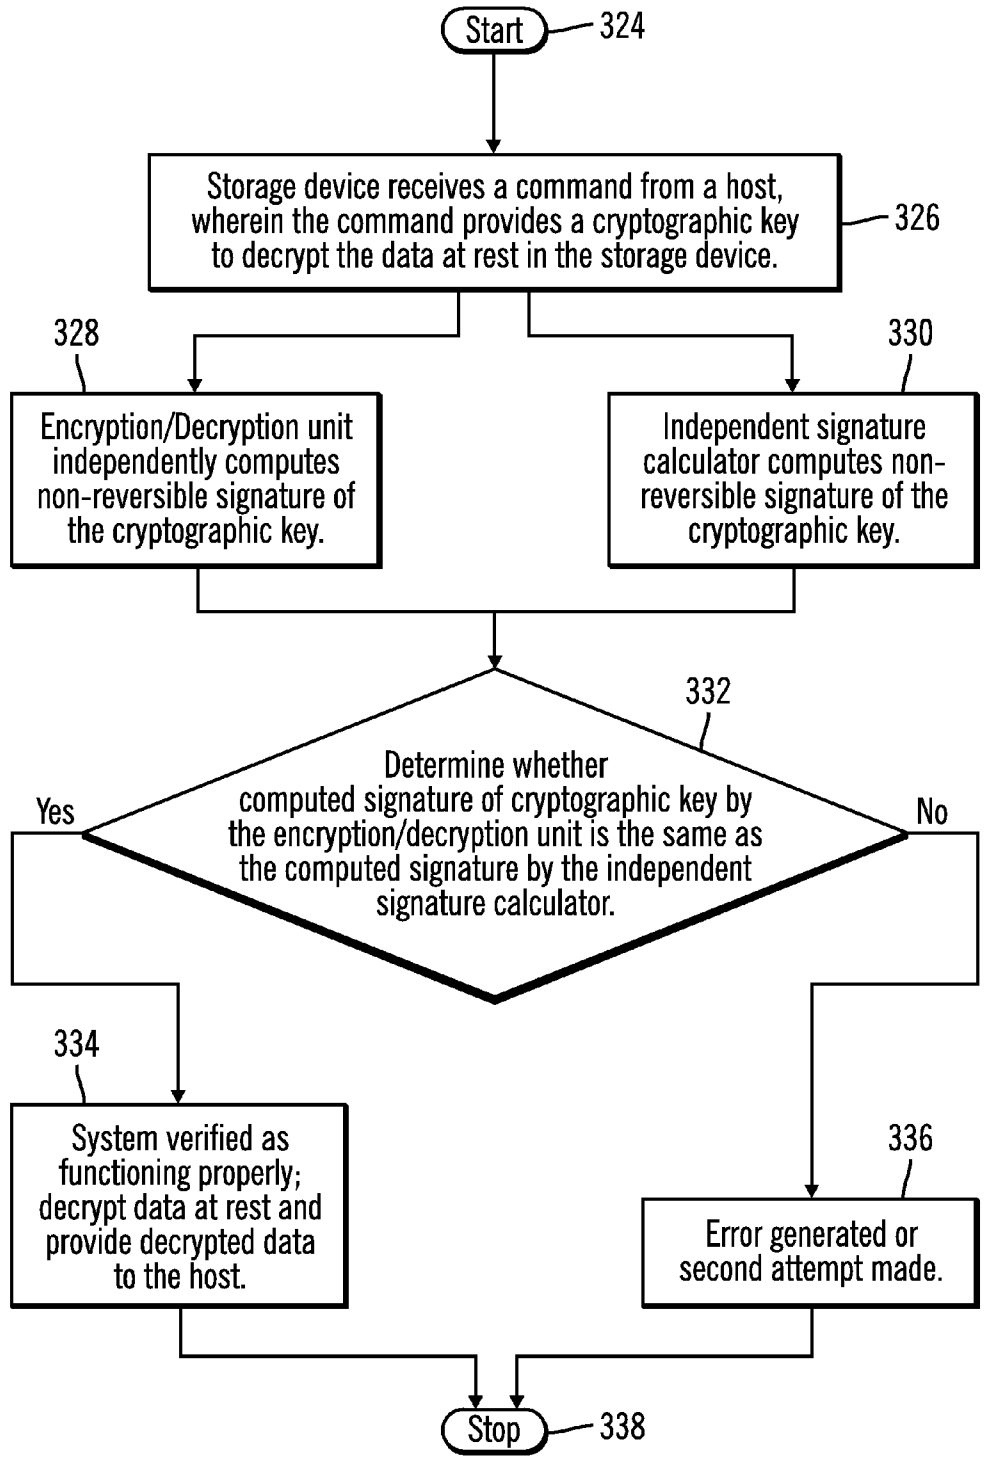 Start
324
Storage device receives a command from a host,
wherein the command provides a cryptographic key
to decrypt the data at rest in the storage device.
326
328
Encryption/Decryption unit
independently computes
non-reversible signature of
the cryptographic key.
330
Independent signature
calculator computes non-
reversible signature of the
cryptographic key.
332
Determine whether
computed signature of cryptographic key by
the encryption/decryption unit is the same as
the computed signature by the independent
signature calculator.
Yes
No
334
System verified as
functioning properly;
decrypt data at rest and
provide decrypted data
to the host.
336
Error generated or
second attempt made.
Stop
338